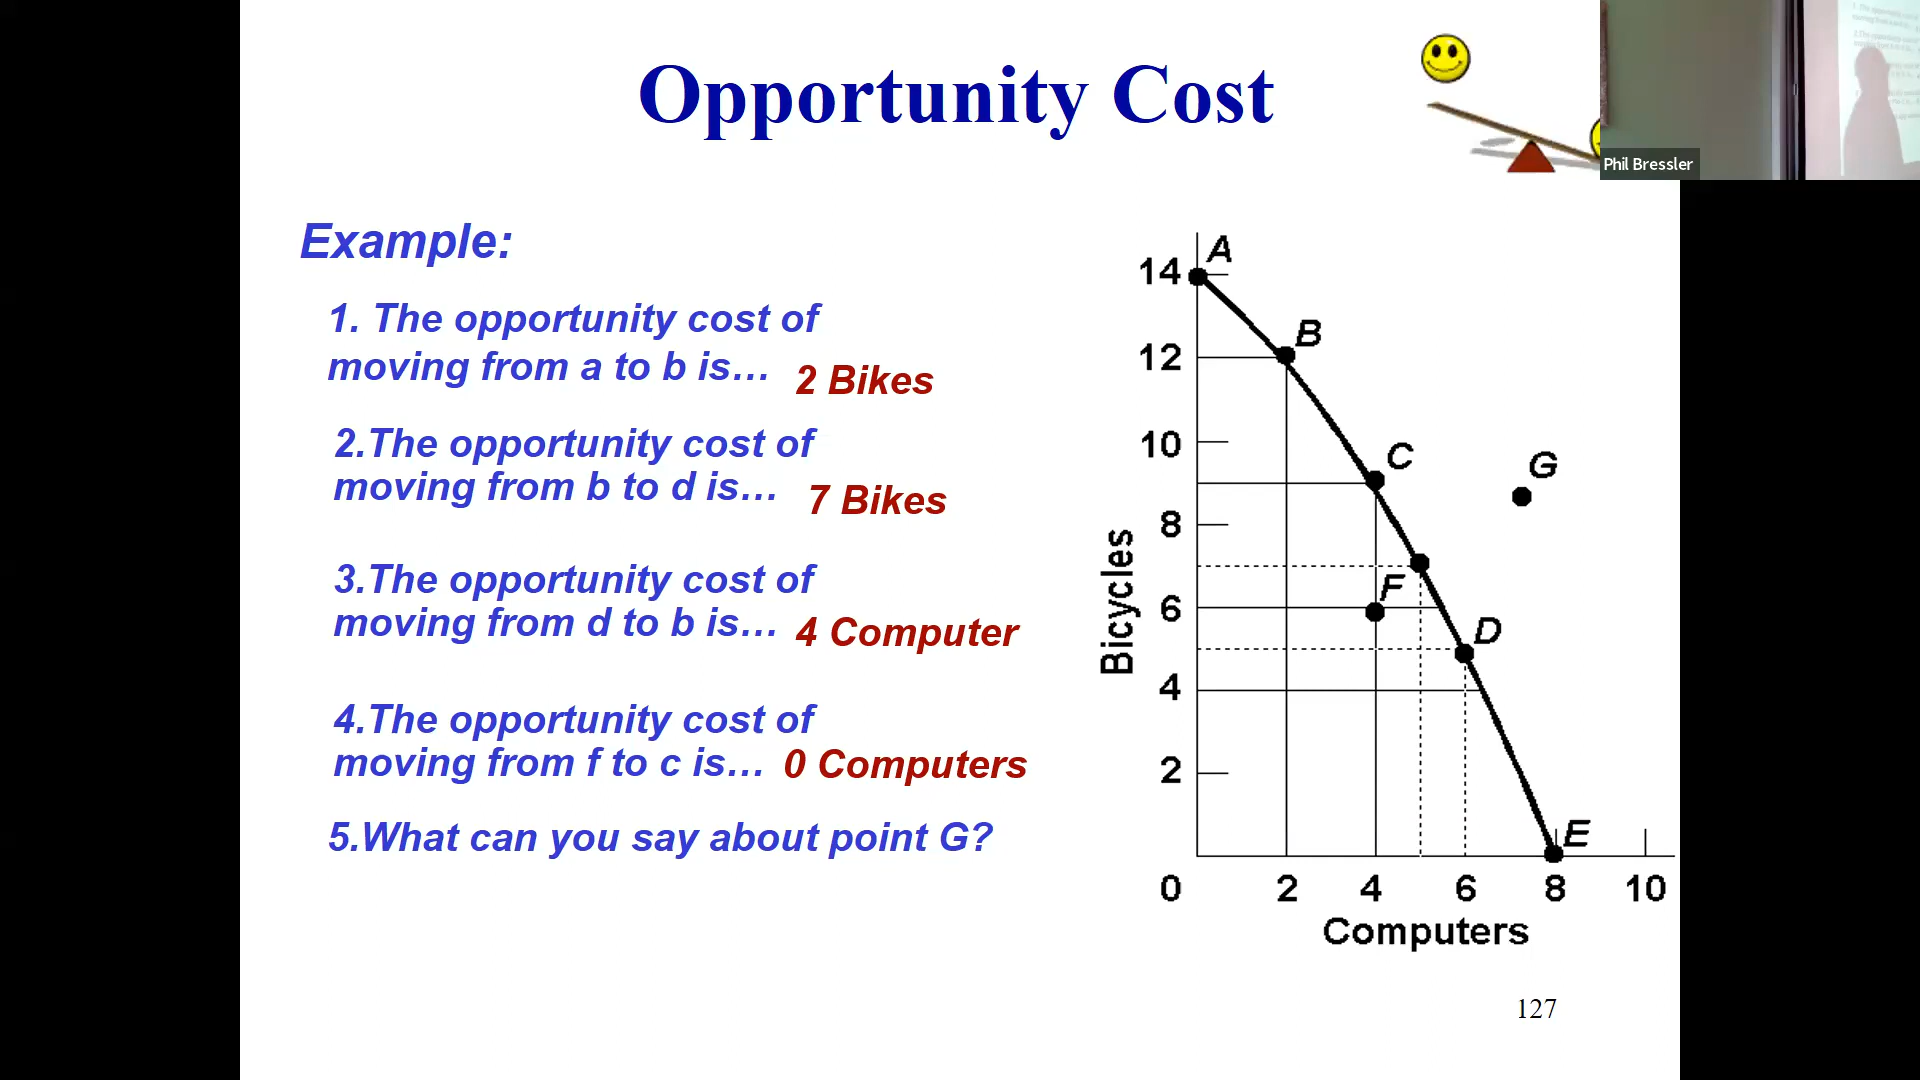 Opportunity Cost
Phil Bressler
Example:
1. The opportunity cost of
moving from a to b is… 2 Bikes
2.The opportunity cost of
moving from b to d is… 7 Bikes
3.The opportunity cost of
moving from d to b is… 4 Computer
4.The opportunity cost of
moving from f to c is… 0 Computers
5.What can you say about point G?
A
14
B
12
C
10
G
8
F
6
D
4
2
E
0 2 4 6 8 10
Bicycles
Computers
127